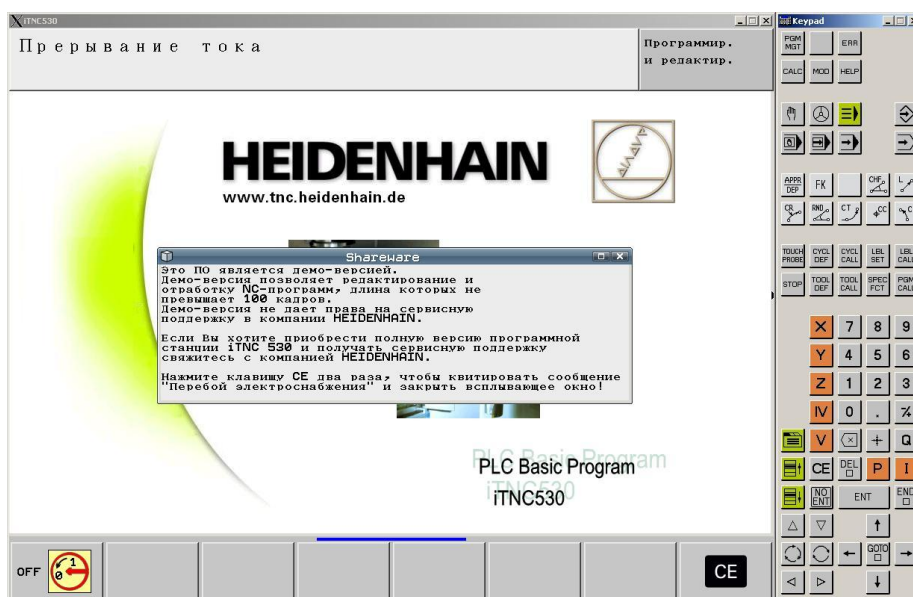 iTNC530
Прерывание тока
Программир.
и редактир.
HEIDENHAIN
www.tnc.heidenhain.de
Shareware
Это ПО является демо-версией.
Демо-версия позволяет редактирование и
отработку NC-программ, длина которых не
превышает 100 кадров.
Демо-версия не дает права на сервисную
поддержку в компании HEIDENHAIN.
Если Вы хотите приобрести полную версию программной
станции iTNC 530 и получать сервисную поддержку
свяжитесь с компанией HEIDENHAIN.
Нажмите клавишу CE два раза, чтобы квитировать сообщение
"Перебой электроснабжения" и закрыть всплывающее окно!
PLC Basic Program
iTNC530
OFF
1
0
CE
Keypad
PGM MGT ERR
CALC MOD HELP
APPR DEP FK CHF L
CR RND CT CC C
TOUCH PROBE CYCL DEF CYCL CALL LBL SET LBL CALL
STOP TOOL DEF TOOL CALL SPEC FCT PGM CALL
X 7 8 9
Y 4 5 6
Z 1 2 3
IV 0 .
V + Q
CE DEL P I
NO ENT ENT END
GOTO